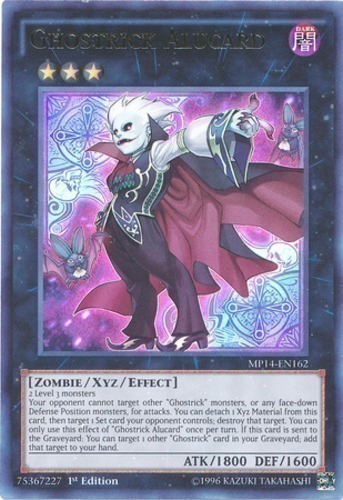 Ghostrick Alucard
DARK
闇
MP14-EN162
[Zombie/Xyz/Effect]
2 Level 3 monsters
Your opponent cannot target other "Ghostrick" monsters, or any face-down
Defense Position monsters, for attacks. You can detach 1 Xyz Material from this
card, then target 1 Set card your opponent controls; destroy that target. You can
only use this effect of "Ghostrick Alucard" once per turn. If this card is sent to
the Graveyard: You can target 1 other "Ghostrick" card in your Graveyard; add
that target to your hand.
ATK/1800 DEF/1600
75367227 1st Edition ©1996 KAZUKI TAKAHASHI